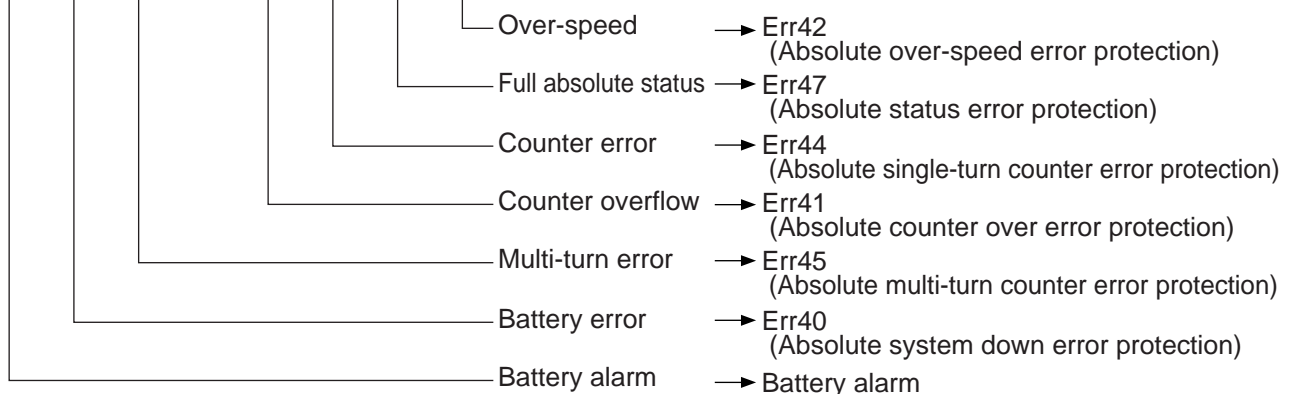 Over-speed → Err42
(Absolute over-speed error protection)
Full absolute status → Err47
(Absolute status error protection)
Counter error → Err44
(Absolute single-turn counter error protection)
Counter overflow → Err41
(Absolute counter over error protection)
Multi-turn error → Err45
(Absolute multi-turn counter error protection)
Battery error → Err40
(Absolute system down error protection)
Battery alarm → Battery alarm